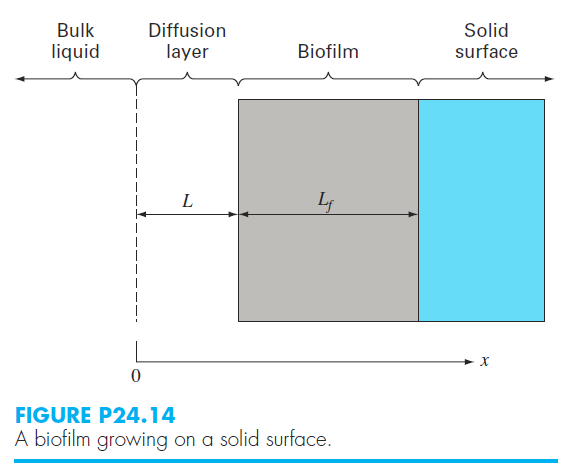 Bulk
liquid
Diffusion
layer
Biofilm
Solid
surface
L
Lf
x
0
FIGURE P24.14
A biofilm growing on a solid surface.